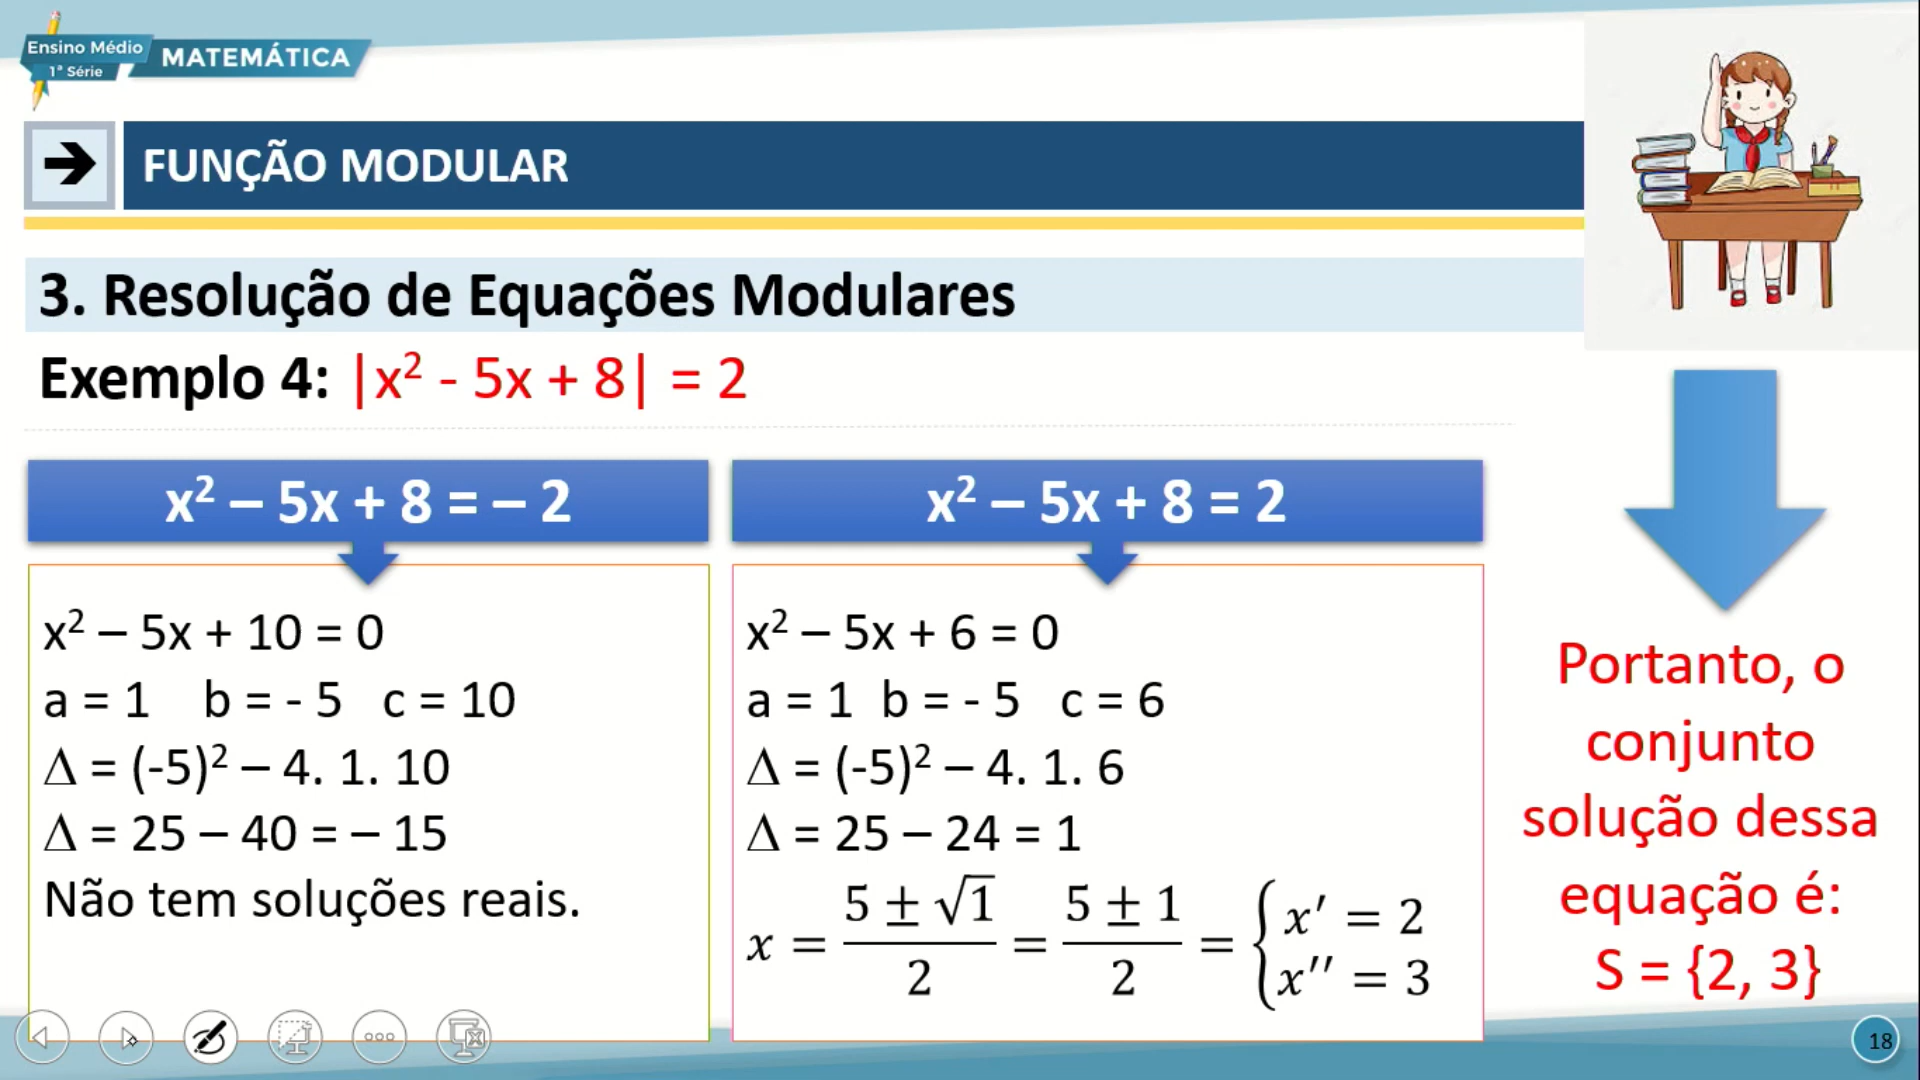 Ensino Médio
1ª Série
MATEMÁTICA
➔ FUNÇÃO MODULAR
3. Resolução de Equações Modulares
Exemplo 4: |x² - 5x + 8| = 2
x² – 5x + 8 = – 2
x² – 5x + 10 = 0
a = 1 b = - 5 c = 10
Δ = (-5)² – 4. 1. 10
Δ = 25 – 40 = – 15
Não tem soluções reais.
x² – 5x + 8 = 2
x² – 5x + 6 = 0
a = 1 b = - 5 c = 6
Δ = (-5)² – 4. 1. 6
Δ = 25 – 24 = 1
x = (5 ± √1)/2 = (5 ± 1)/2 = { x′ = 2
x′′ = 3
Portanto, o
conjunto
solução dessa
equação é:
S = {2, 3}
18